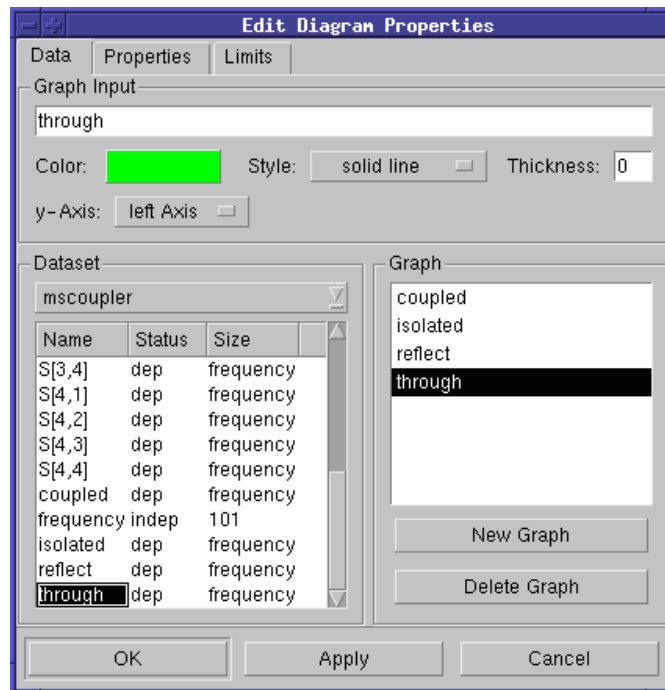 Edit Diagram Properties
Data Properties Limits
Graph Input
through
Color: Style: solid line Thickness: 0
y-Axis: left Axis
Dataset
mscoupler
Name Status Size
S[3,4] dep frequency
S[4,1] dep frequency
S[4,2] dep frequency
S[4,3] dep frequency
S[4,4] dep frequency
coupled dep frequency
frequency indep 101
isolated dep frequency
reflect dep frequency
through dep frequency
Graph
coupled
isolated
reflect
through
New Graph
Delete Graph
OK Apply Cancel